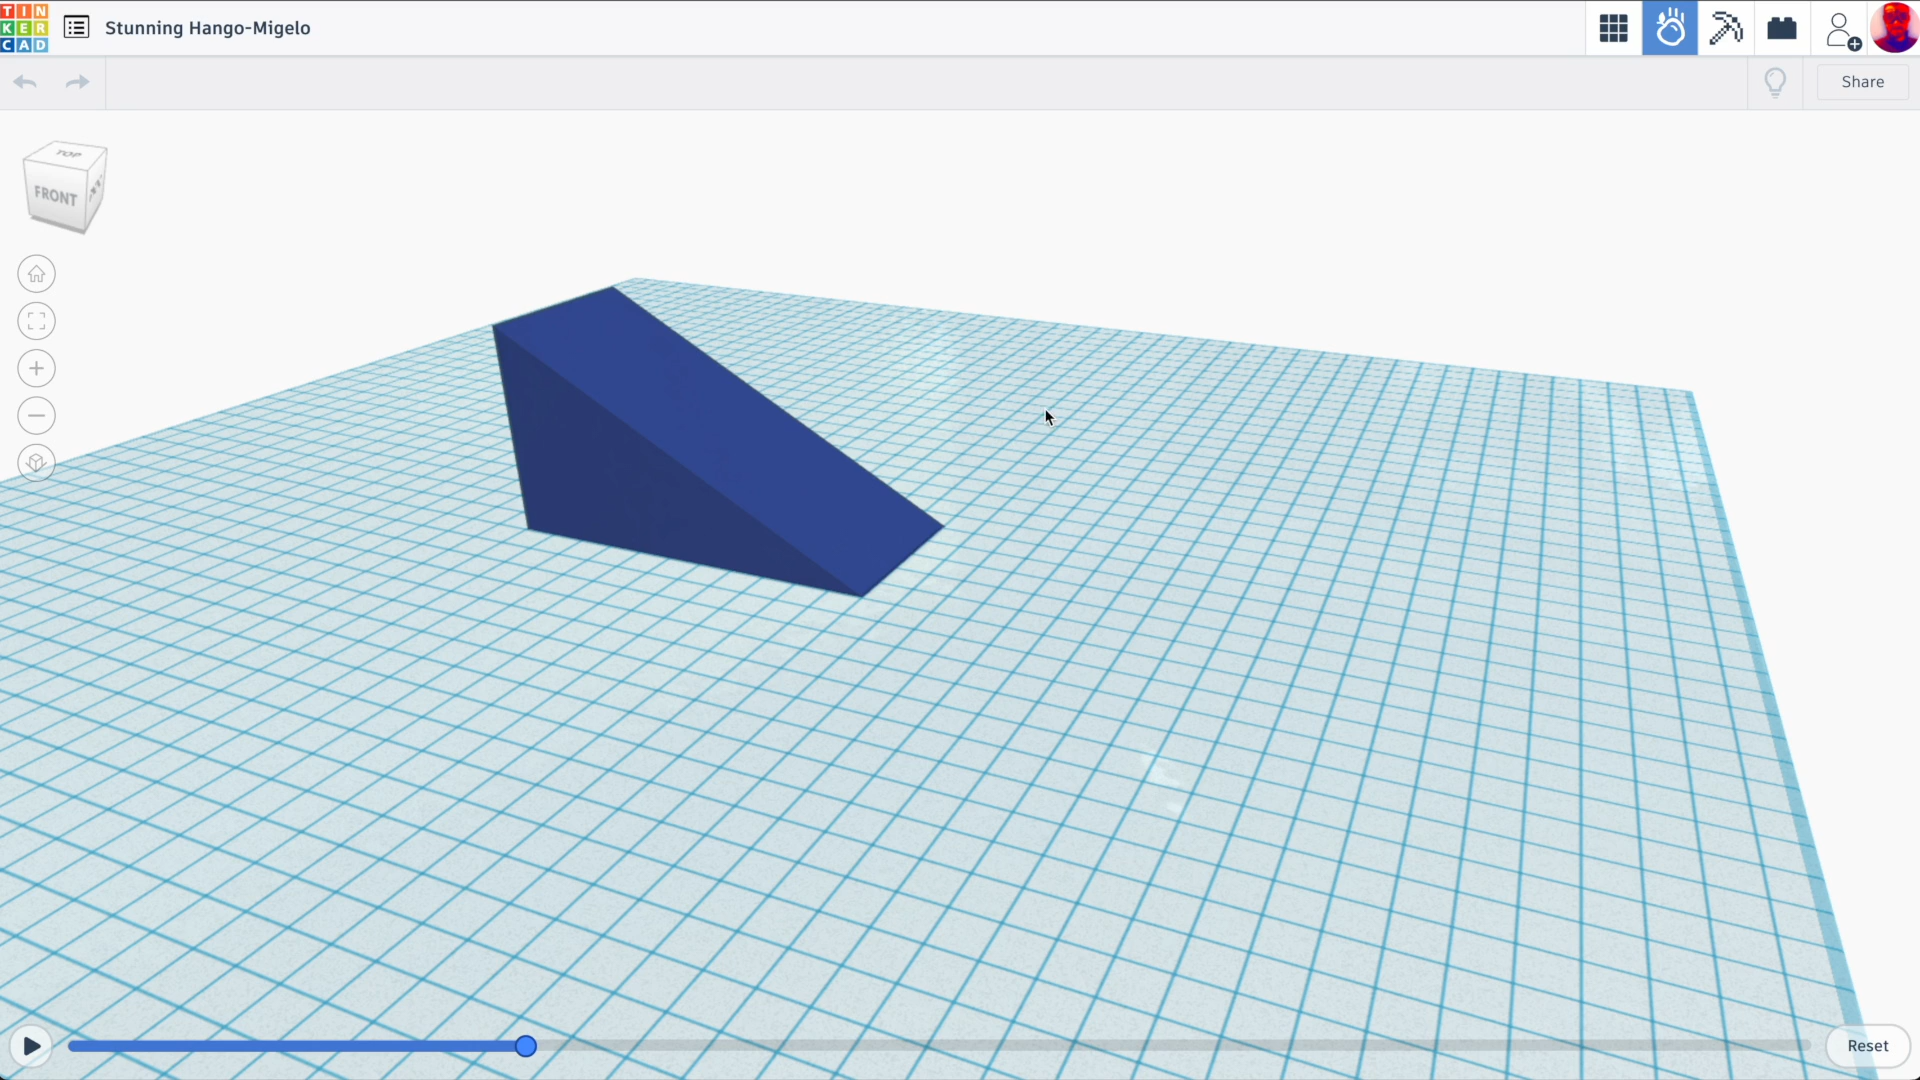 TIN
KER
CAD
Stunning Hango-Migelo
Share
TOP
FRONT
Reset